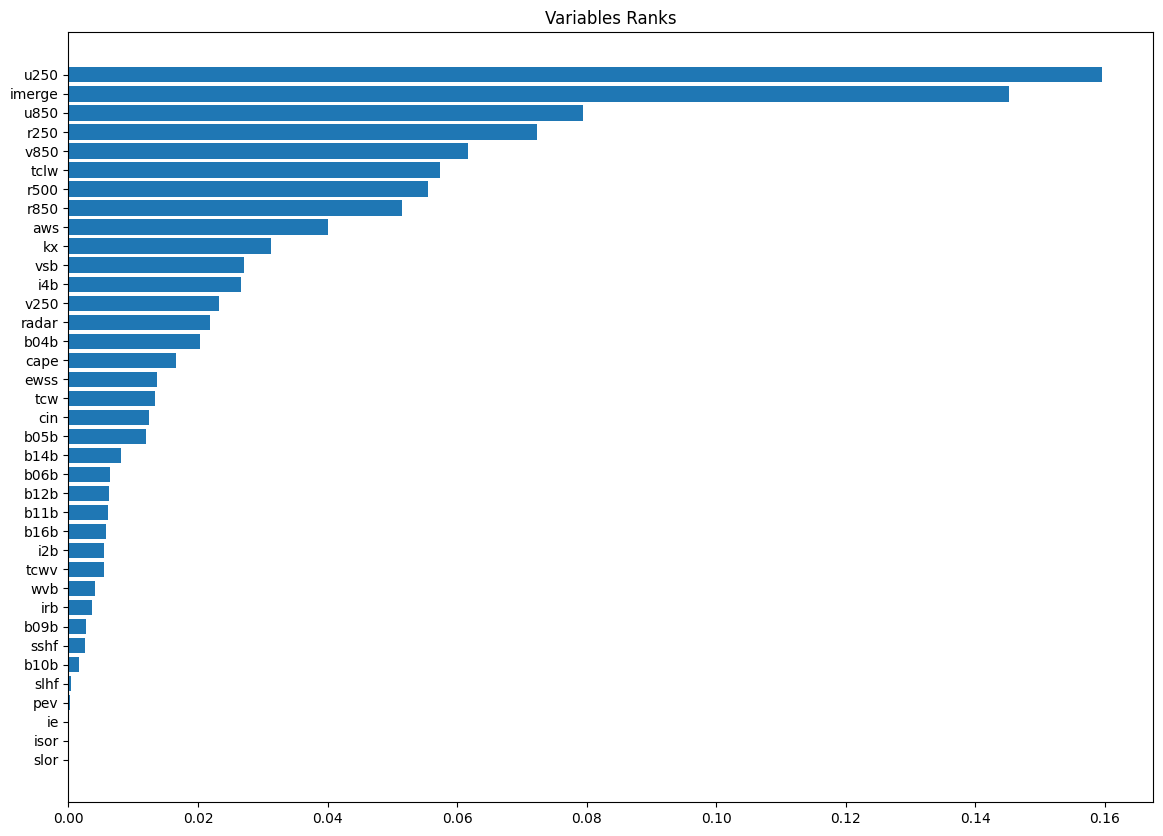 Variables Ranks
u250
imerge
u850
r250
v850
tclw
r500
r850
aws
kx
vsb
i4b
v250
radar
b04b
cape
ewss
tcw
cin
b05b
b14b
b06b
b12b
b11b
b16b
i2b
tcwv
wvb
irb
b09b
sshf
b10b
slhf
pev
ie
isor
slor
0.00 0.02 0.04 0.06 0.08 0.10 0.12 0.14 0.16